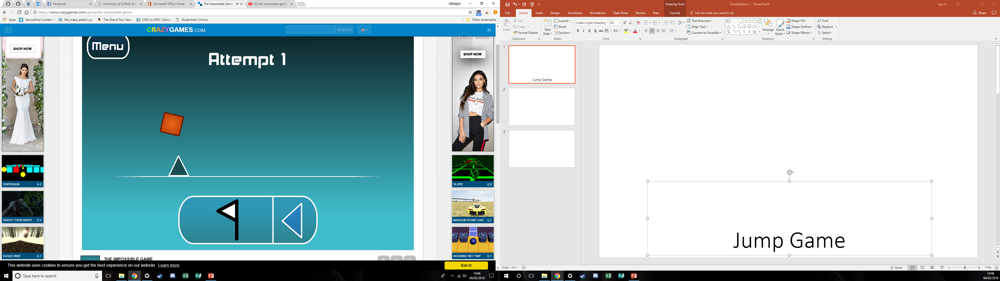 Facebook
University of Suffolk Stu
Microsoft Office Home
The Impossible Game
(5) the impossible game
Midnight
https://www.crazygames.com/game/the-impossible-game
Apps
GarrysMod Content
l4d_maps_addon_ap
The Grand Tour Seas
OGG to MP3 | Zamz
Studentnet | Home
Other bookmarks
CRAZYGAMES.COM
SEARCH
SHOP NOW
Menu
Attempt 1
NEW YOU
SHOP NOW
SUPERGUN 9.0
SHOOT YOUR NIGHT... 8.5
EAGLE RIDE 9.1
SLOPE 8.8
MADALIN STUNT CAR... 9.2
ROCKING SKY TRIP 8.1
THE IMPOSSIBLE GAME
This website uses cookies to ensure you get the best experience on our website. Learn more
Got it!
Type here to search
14:06
04/02/2018
Drawing Tools
Presentation1 - PowerPoint
Sign in
File
Home
Insert
Design
Transitions
Animations
Slide Show
Review
View
Format
Tell me what you want to do
Share
Paste
Cut
Copy
Format Painter
Clipboard
New Slide
Layout
Reset
Section
Slides
Calibri Light (Heading
60
B I U S abc AV Aa A
Font
Text Direction
Align Text
Convert to SmartArt
Paragraph
Arrange
Quick Styles
Shape Fill
Shape Outline
Shape Effects
Drawing
Find
Replace
Select
Editing
1
Jump Game
2
3
Jump Game
Slide 1 of 3
Notes
114%
14:06
04/02/2018